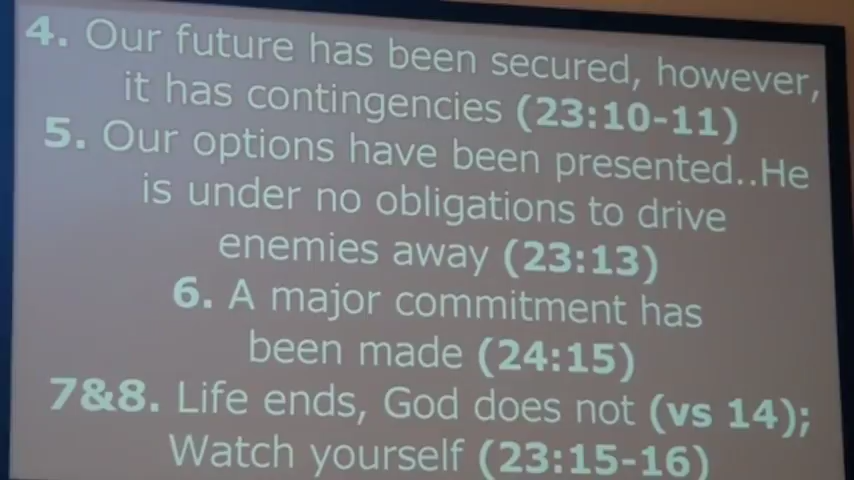 4. Our future has been secured, however,
it has contingencies (23:10-11)
5. Our options have been presented..He
is under no obligations to drive
enemies away (23:13)
6. A major commitment has
been made (24:15)
7&8. Life ends, God does not (vs 14);
Watch yourself (23:15-16)